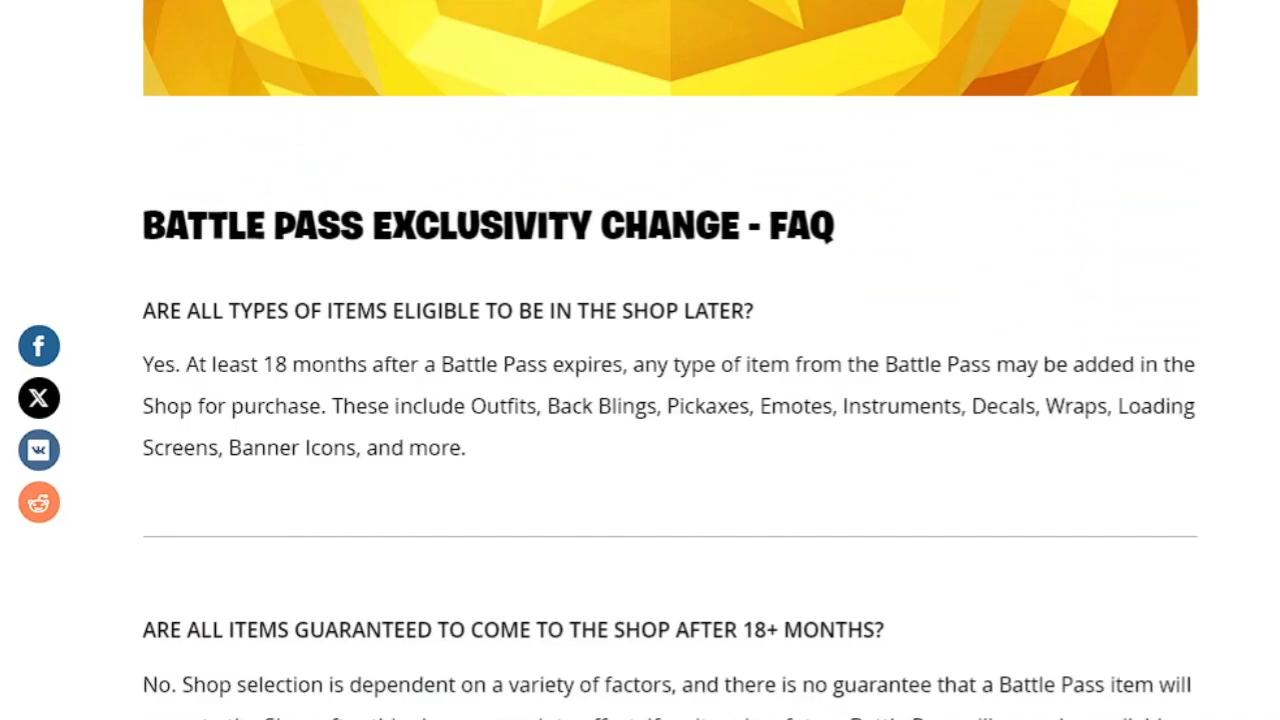 BATTLE PASS EXCLUSIVITY CHANGE - FAQ
ARE ALL TYPES OF ITEMS ELIGIBLE TO BE IN THE SHOP LATER?
Yes. At least 18 months after a Battle Pass expires, any type of item from the Battle Pass may be added in the
Shop for purchase. These include Outfits, Back Blings, Pickaxes, Emotes, Instruments, Decals, Wraps, Loading
Screens, Banner Icons, and more.
ARE ALL ITEMS GUARANTEED TO COME TO THE SHOP AFTER 18+ MONTHS?
No. Shop selection is dependent on a variety of factors, and there is no guarantee that a Battle Pass item will